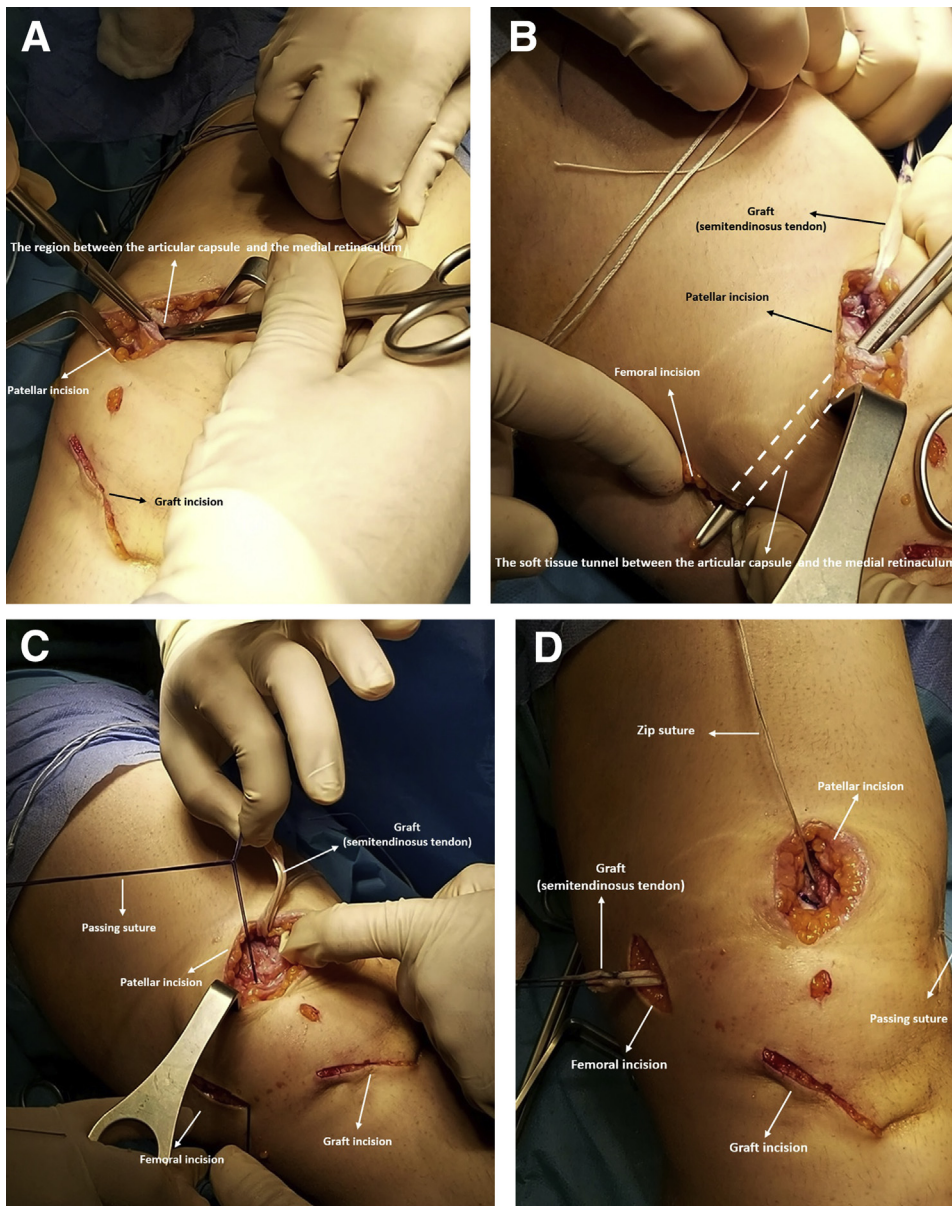 A
The region between the articular capsule and the medial retinaculum
Patellar incision
Graft incision
B
Graft
(semitendinosus tendon)
Patellar incision
Femoral incision
The soft tissue tunnel between the articular capsule and the medial retinaculum
C
Graft
(semitendinosus tendon)
Passing suture
Patellar incision
Graft incision
Femoral incision
D
Zip suture
Patellar incision
Graft
(semitendinosus tendon)
Passing suture
Femoral incision
Graft incision